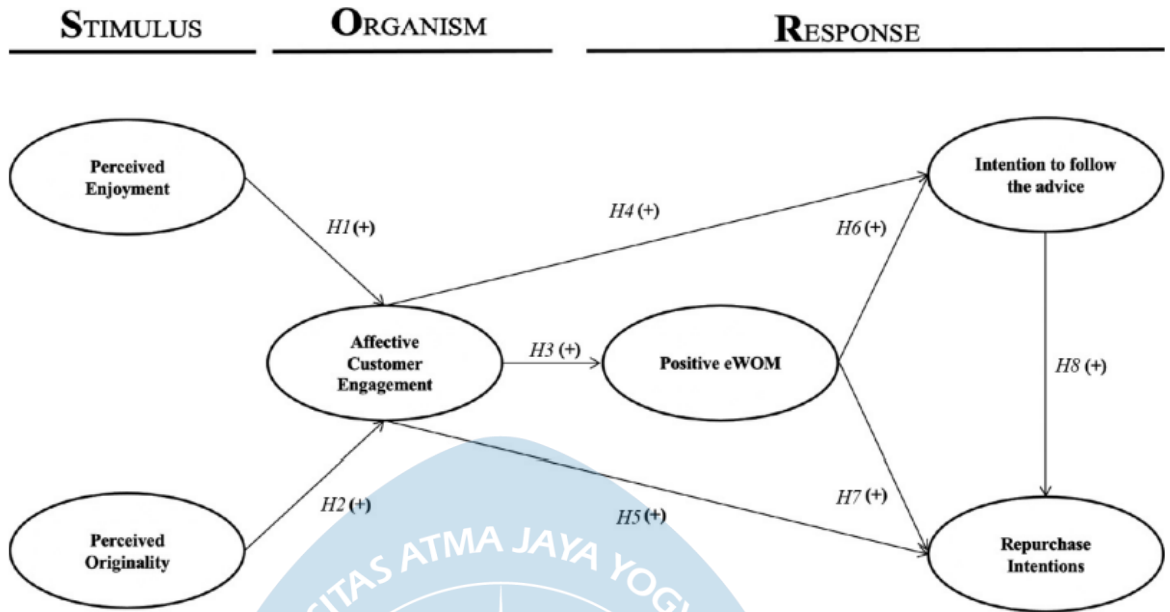 STIMULUS
ORGANISM
RESPONSE
Perceived
Enjoyment
Intention to follow
the advice
H1 (+)
H4 (+)
H6 (+)
Affective
Customer
Engagement
H3 (+)
Positive eWOM
H8 (+)
H2 (+)
H5 (+)
H7 (+)
Perceived
Originality
Repurchase
Intentions
ITAS ATMA JAYA YOGY